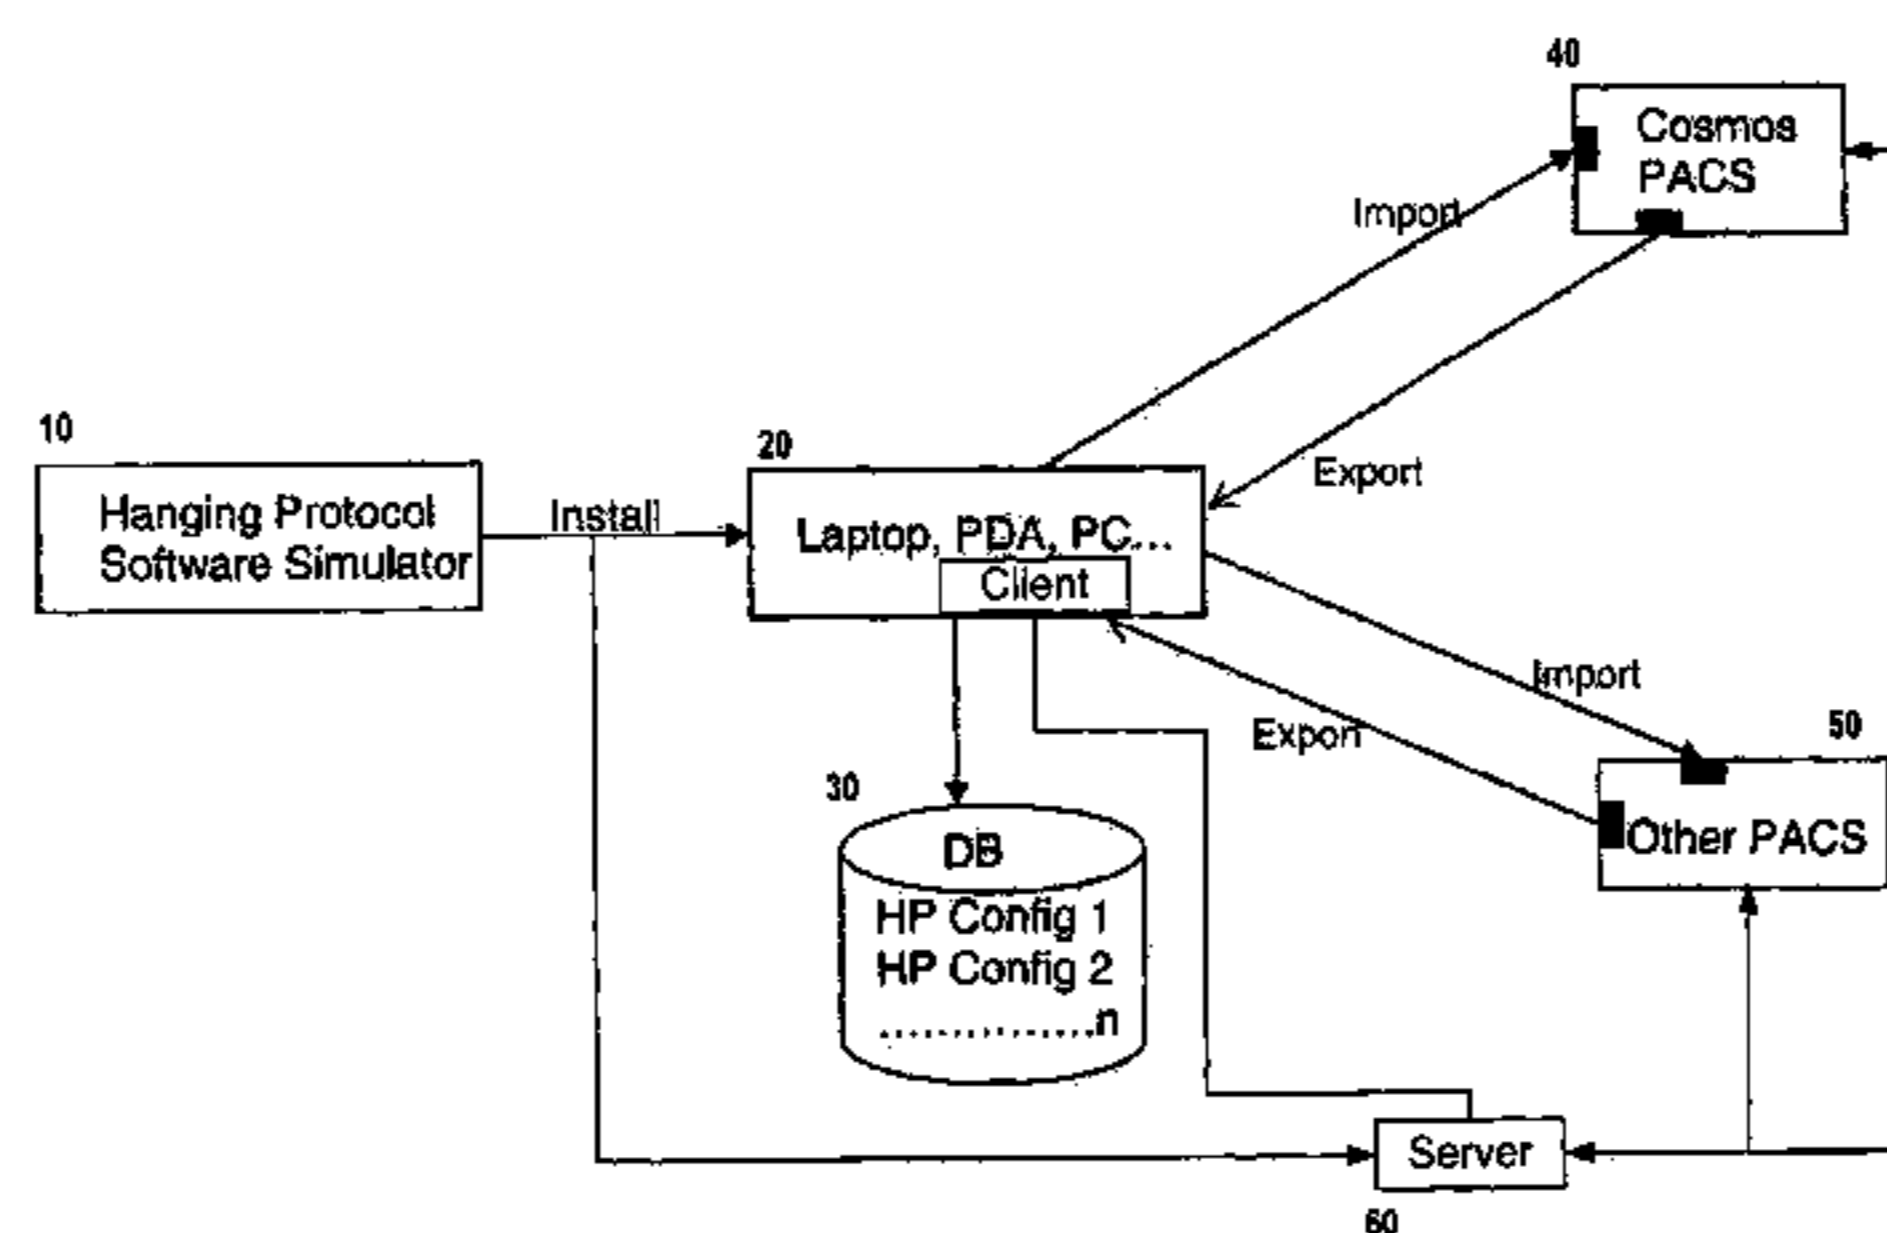 40
Cosmos
PACS
Import
10
20
Export
Hanging Protocol
Software Simulator
Install
Laptop, PDA, PC...
Client
Import
Export
50
30
Other PACS
DB
HP Config 1
HP Config 2
...............n
Server
60